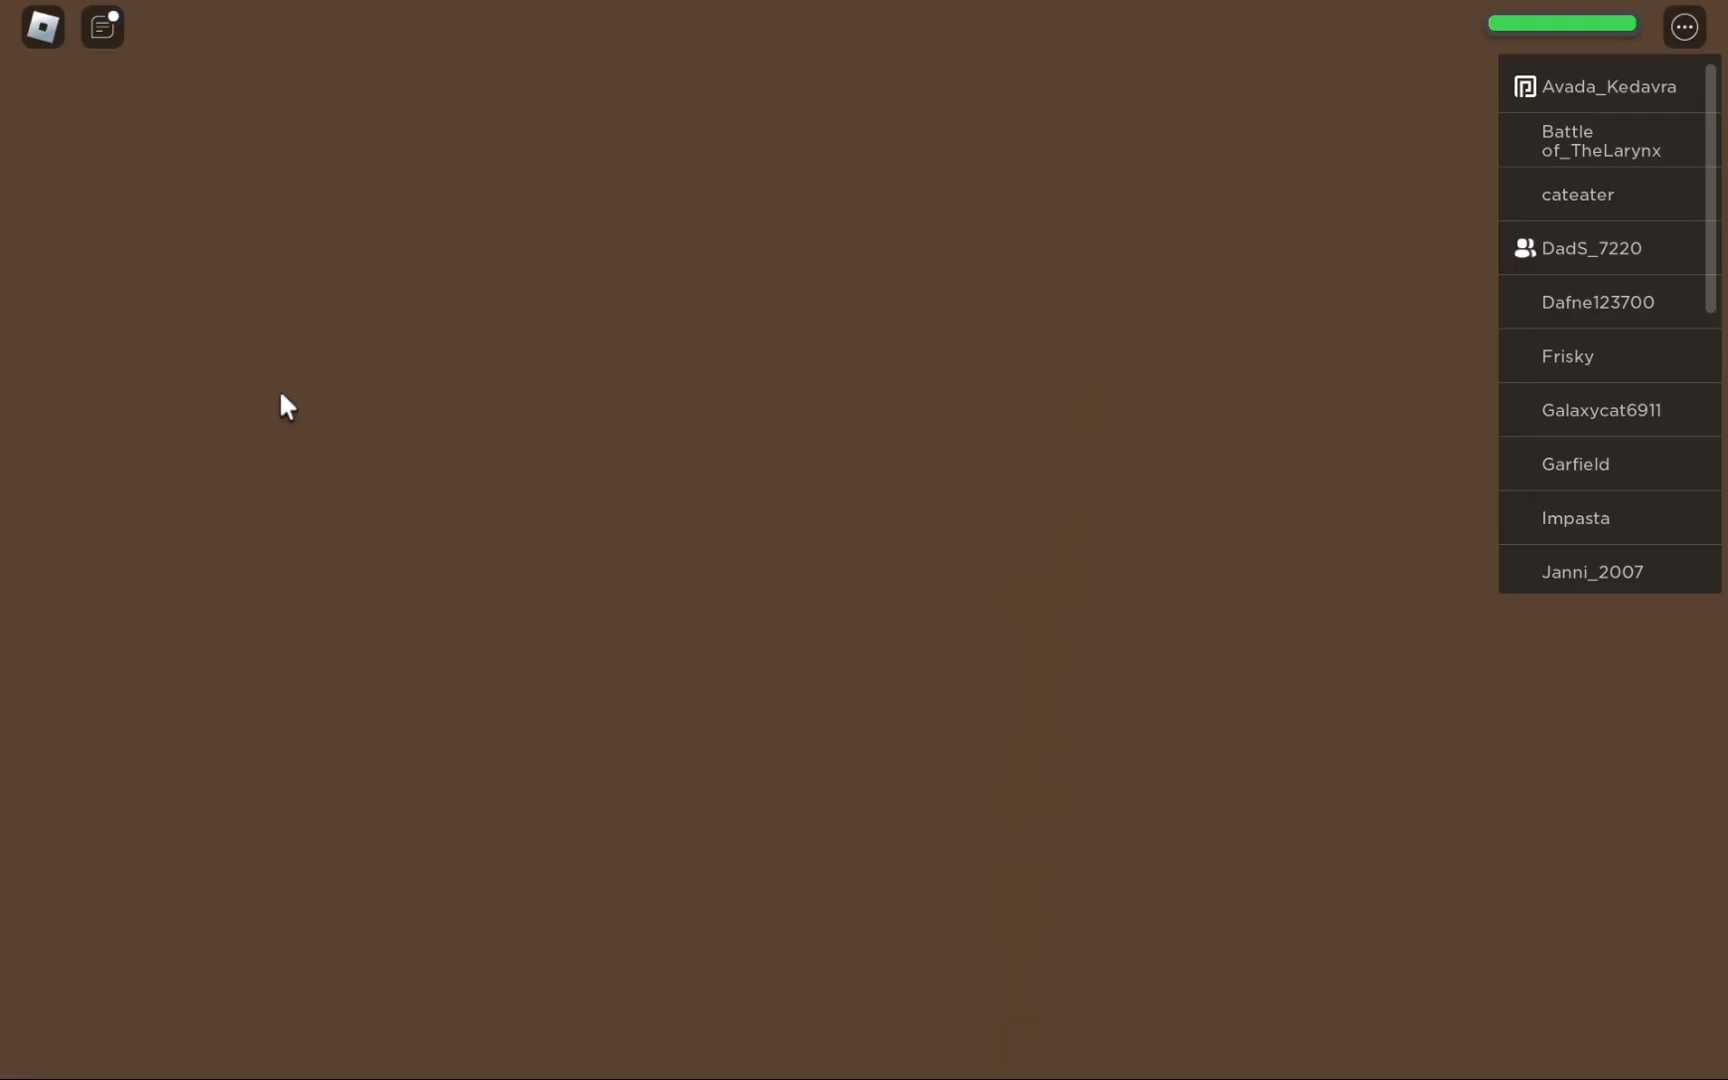 Avada_Kedavra
Battle
of_TheLarynx
cateater
DadS_7220
Dafne123700
Frisky
Galaxycat6911
Garfield
Impasta
Janni_2007